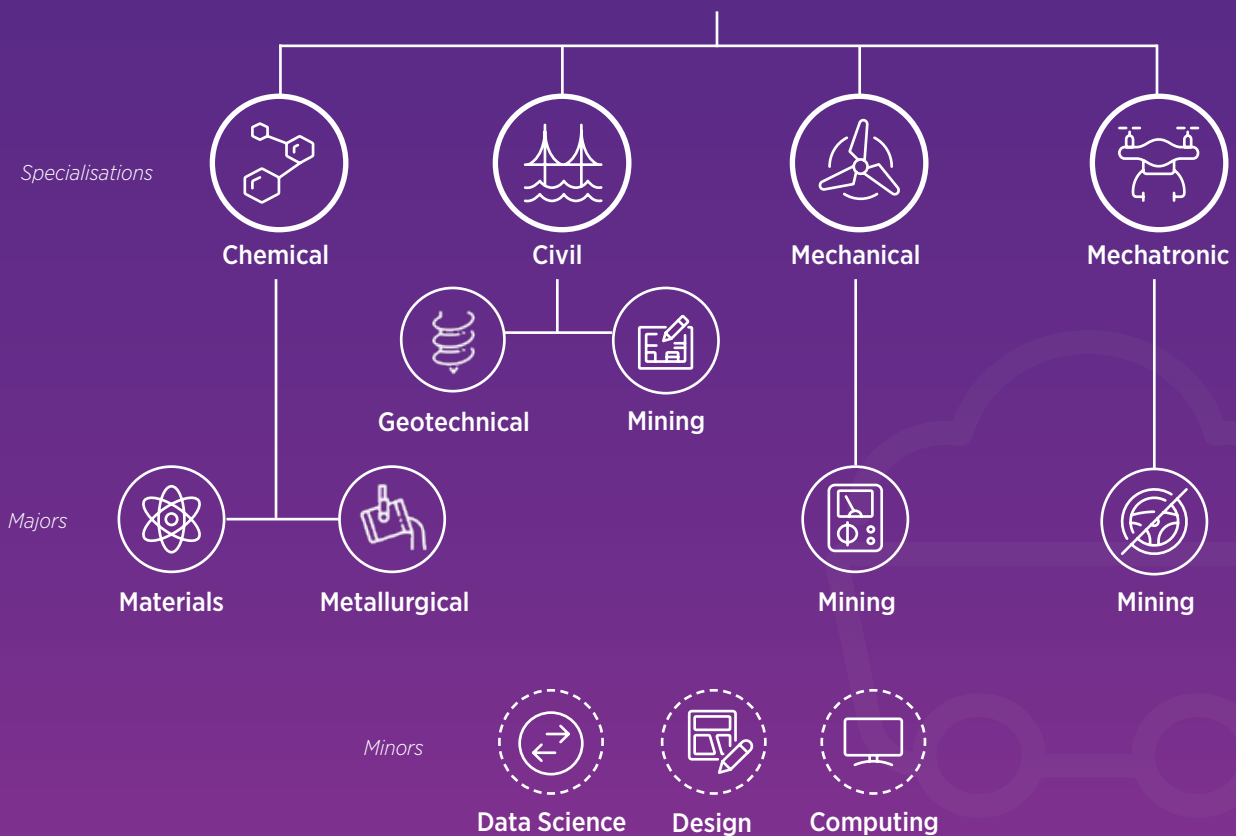 Specialisations
Chemical
Civil
Mechanical
Mechatronic
Geotechnical
Mining
Majors
Materials
Metallurgical
Mining
Mining
Minors
Data Science
Design
Computing